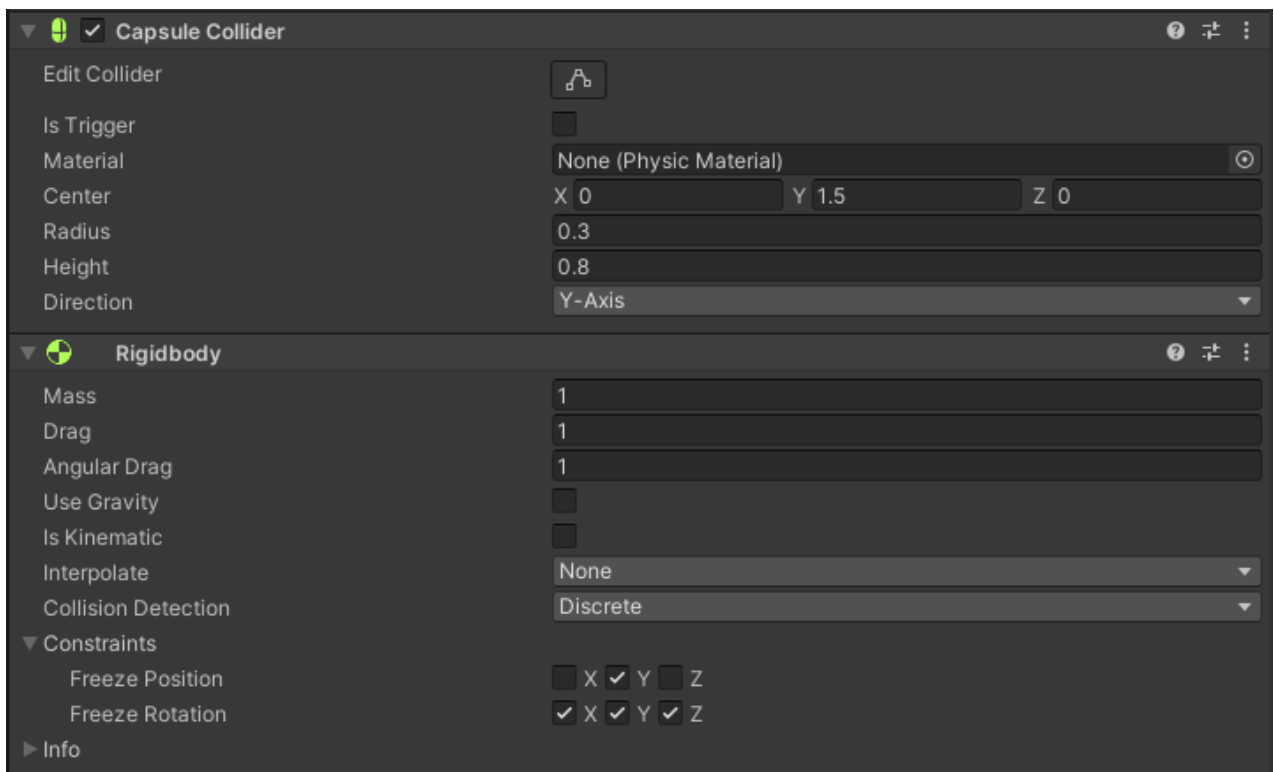 Capsule Collider
Edit Collider
Is Trigger
Material None (Physic Material)
Center X 0 Y 1.5 Z 0
Radius 0.3
Height 0.8
Direction Y-Axis
Rigidbody
Mass 1
Drag 1
Angular Drag 1
Use Gravity
Is Kinematic
Interpolate None
Collision Detection Discrete
Constraints
Freeze Position X Y Z
Freeze Rotation X Y Z
Info